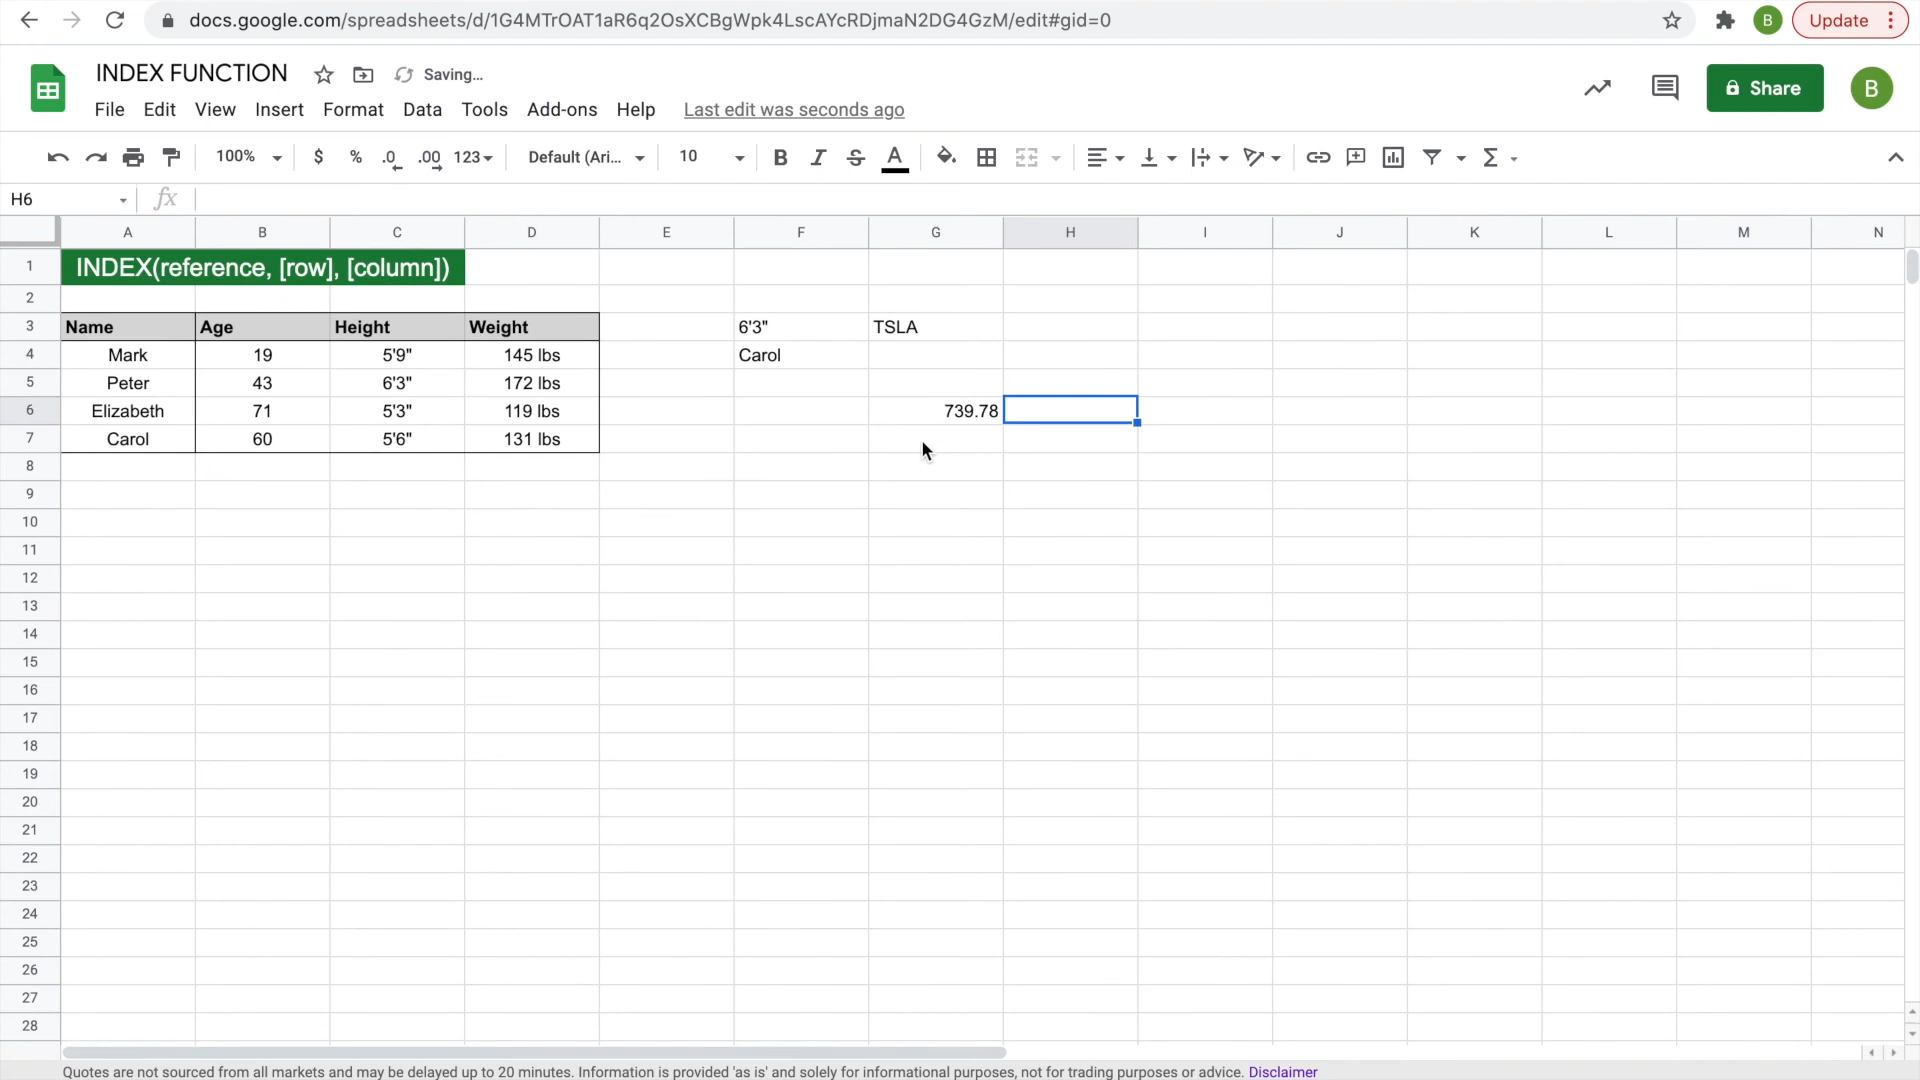 docs.google.com/spreadsheets/d/1G4MTrOAT1aR6q2OsXCBgWpk4LscAYcRDjmaN2DG4GzM/edit#gid=0
B
Update
INDEX FUNCTION
Saving...
File Edit View Insert Format Data Tools Add-ons Help Last edit was seconds ago
Share
B
100% $ % .0 .00 123 Default (Ari... 10 B I S A Σ
H6 fx
A B C D E F G H I J K L M N
1 INDEX(reference, [row], [column])
2
3 Name Age Height Weight 6'3" TSLA
4 Mark 19 5'9" 145 lbs Carol
5 Peter 43 6'3" 172 lbs
6 Elizabeth 71 5'3" 119 lbs 739.78
7 Carol 60 5'6" 131 lbs
8
9
10
11
12
13
14
15
16
17
18
19
20
21
22
23
24
25
26
27
28
Quotes are not sourced from all markets and may be delayed up to 20 minutes. Information is provided 'as is' and solely for informational purposes, not for trading purposes or advice. Disclaimer